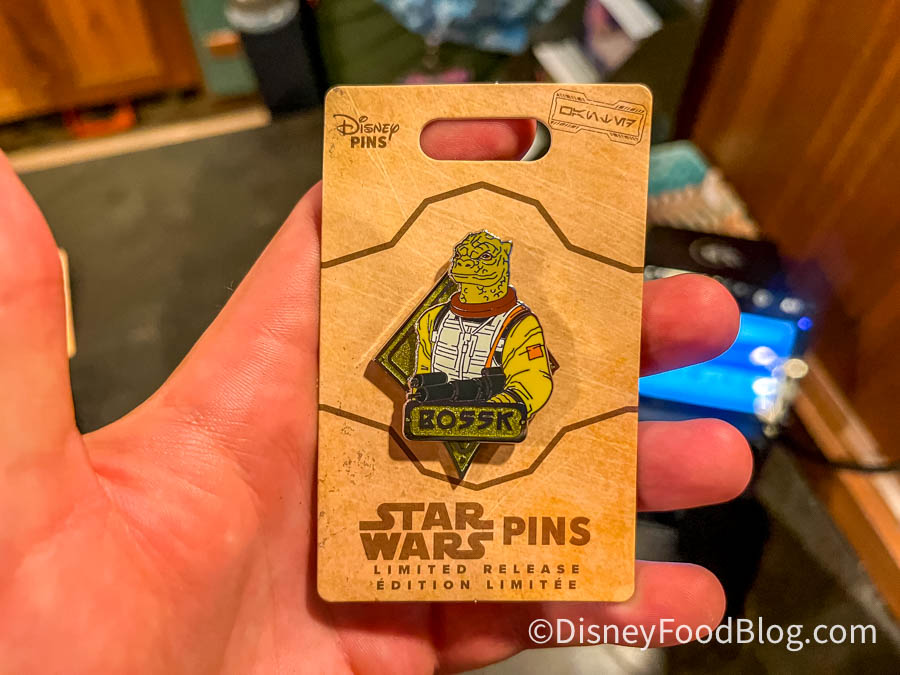 Disney
PINS
BOSSK
STAR
WARS PINS
LIMITED RELEASE
ÉDITION LIMITÉE
©DisneyFoodBlog.com